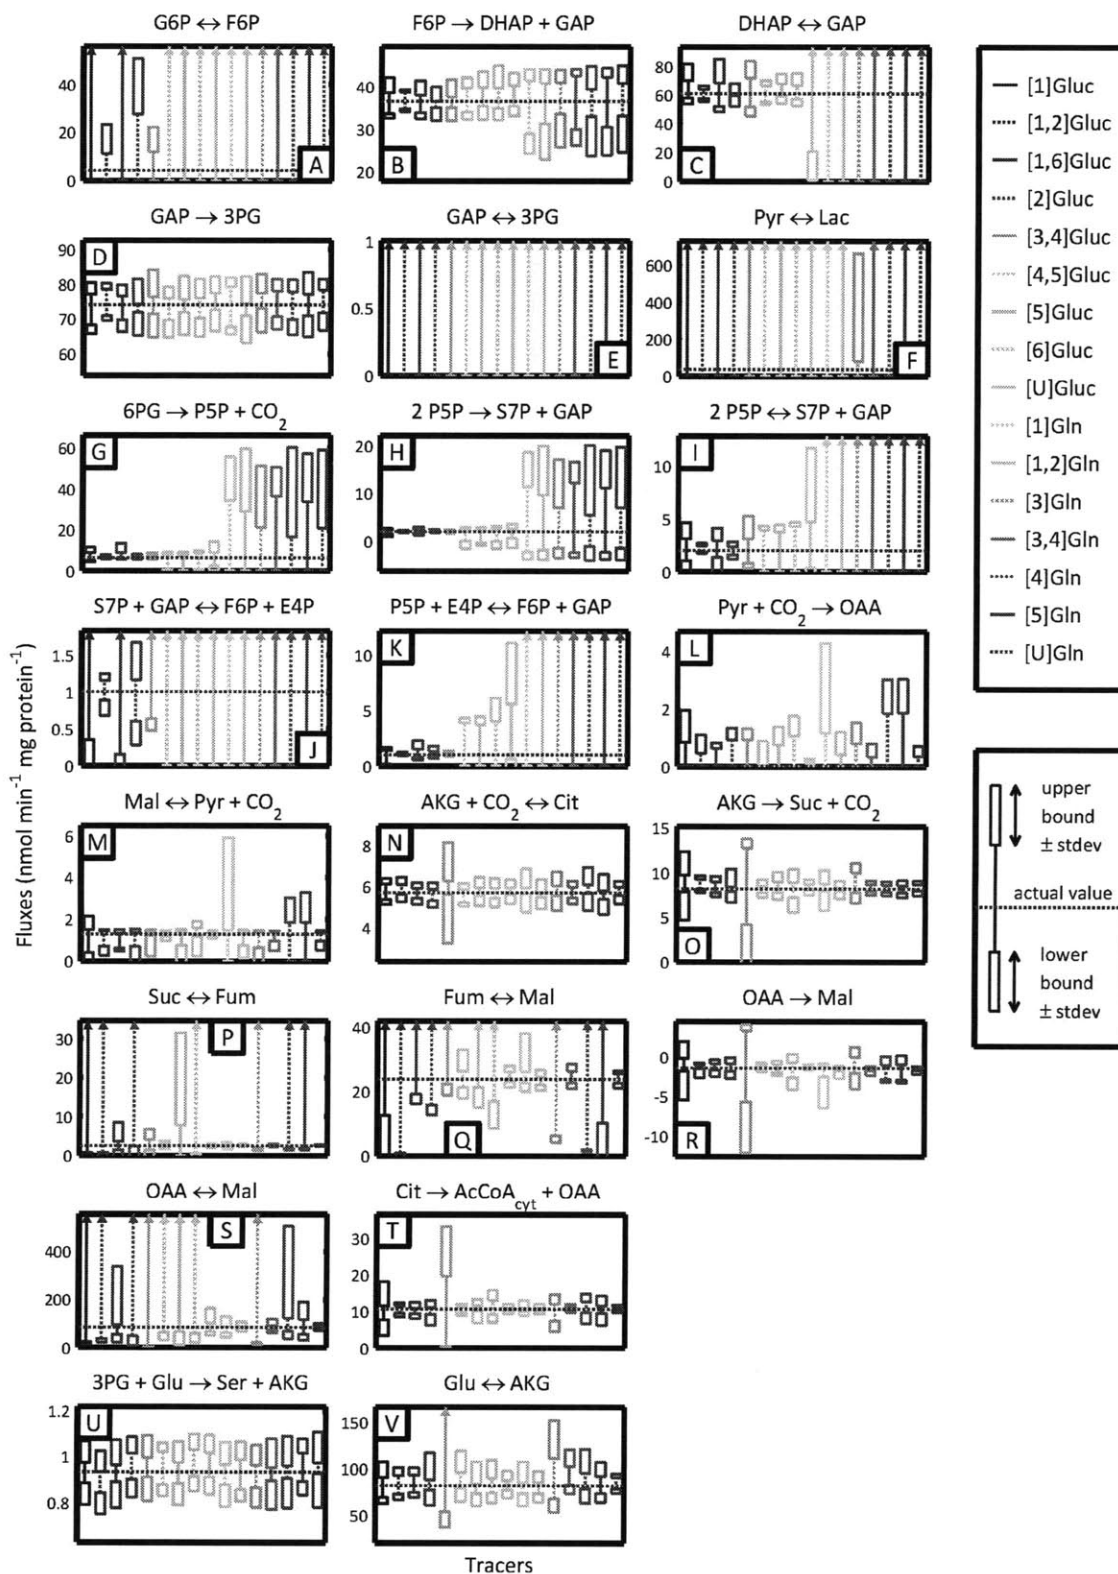 G6P ↔ F6P
F6P → DHAP + GAP
DHAP ↔ GAP
40
20
0
A
40
30
20
B
80
60
40
20
0
C
GAP → 3PG
GAP ↔ 3PG
Pyr ↔ Lac
90
80
70
60
D
1
0.5
0
E
600
400
200
0
F
6PG → P5P + CO2
2 P5P → S7P + GAP
2 P5P ↔ S7P + GAP
60
40
20
0
G
20
10
0
H
10
5
0
I
S7P + GAP ↔ F6P + E4P
P5P + E4P ↔ F6P + GAP
Pyr + CO2 → OAA
1.5
1
0.5
0
J
10
5
0
K
4
2
0
L
Mal ↔ Pyr + CO2
AKG + CO2 ↔ Cit
AKG → Suc + CO2
6
4
2
0
M
8
6
4
N
15
10
5
0
O
Suc ↔ Fum
Fum ↔ Mal
OAA → Mal
30
20
10
0
P
40
30
20
10
0
Q
0
-5
-10
R
OAA ↔ Mal
Cit → AcCoAcyt + OAA
400
200
0
S
30
20
10
0
T
3PG + Glu → Ser + AKG
Glu ↔ AKG
1.2
1
0.8
U
150
100
50
V
Fluxes (nmol min⁻¹ mg protein⁻¹)
Tracers
[1]Gluc
[1,2]Gluc
[1,6]Gluc
[2]Gluc
[3,4]Gluc
[4,5]Gluc
[5]Gluc
[6]Gluc
[U]Gluc
[1]Gln
[1,2]Gln
[3]Gln
[3,4]Gln
[4]Gln
[5]Gln
[U]Gln
upper
bound
± stdev
actual value
lower
bound
± stdev